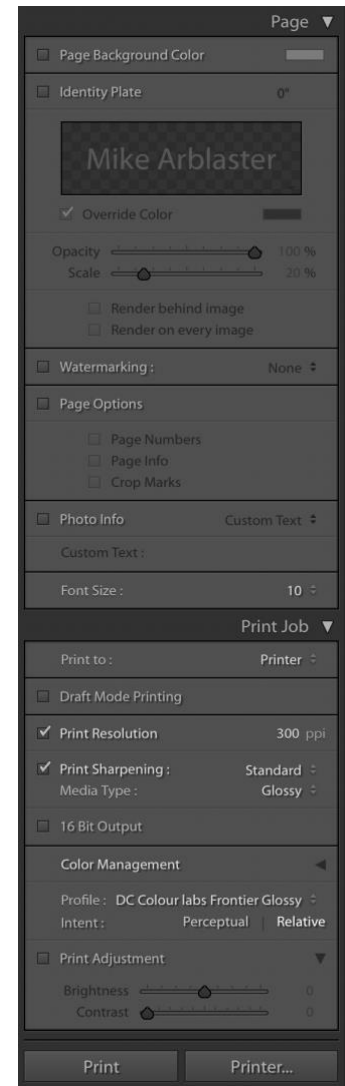 Page
Page Background Color
Identity Plate 0°
Mike Arblaster
Override Color
Opacity 100 %
Scale 20 %
Render behind image
Render on every image
Watermarking : None
Page Options
Page Numbers
Page Info
Crop Marks
Photo Info Custom Text
Custom Text :
Font Size : 10
Print Job
Print to : Printer
Draft Mode Printing
Print Resolution 300 ppi
Print Sharpening : Standard
Media Type : Glossy
16 Bit Output
Color Management
Profile : DC Colour labs Frontier Glossy
Intent : Perceptual | Relative
Print Adjustment
Brightness 0
Contrast 0
Print Printer...